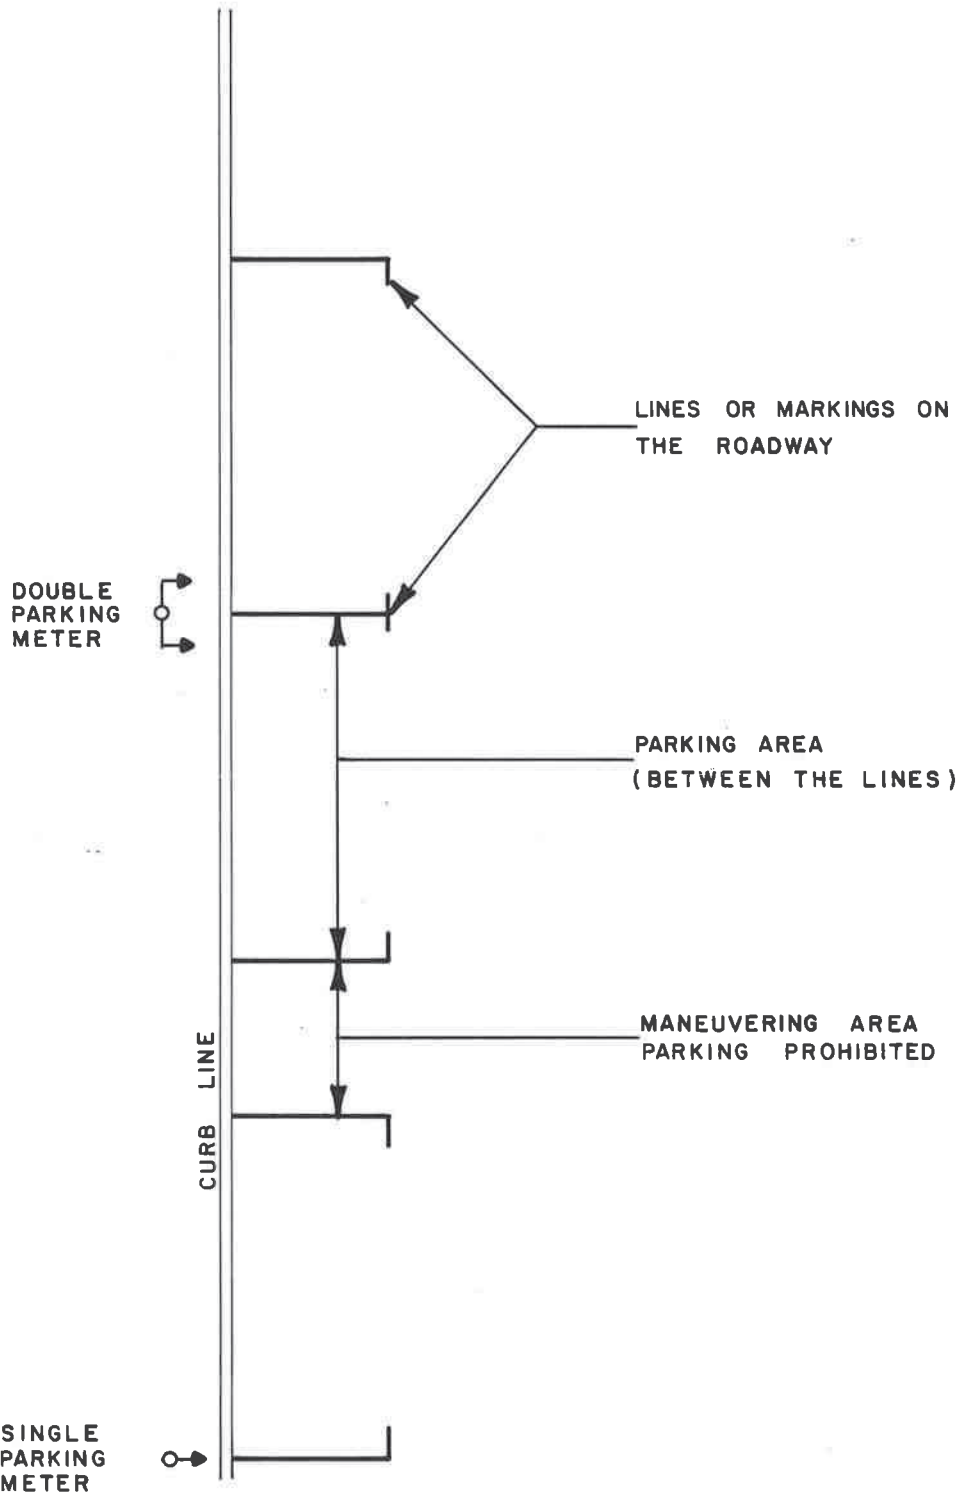 LINES OR MARKINGS ON
THE ROADWAY
DOUBLE
PARKING
METER
PARKING AREA
(BETWEEN THE LINES)
MANEUVERING AREA
PARKING PROHIBITED
CURB LINE
SINGLE
PARKING
METER